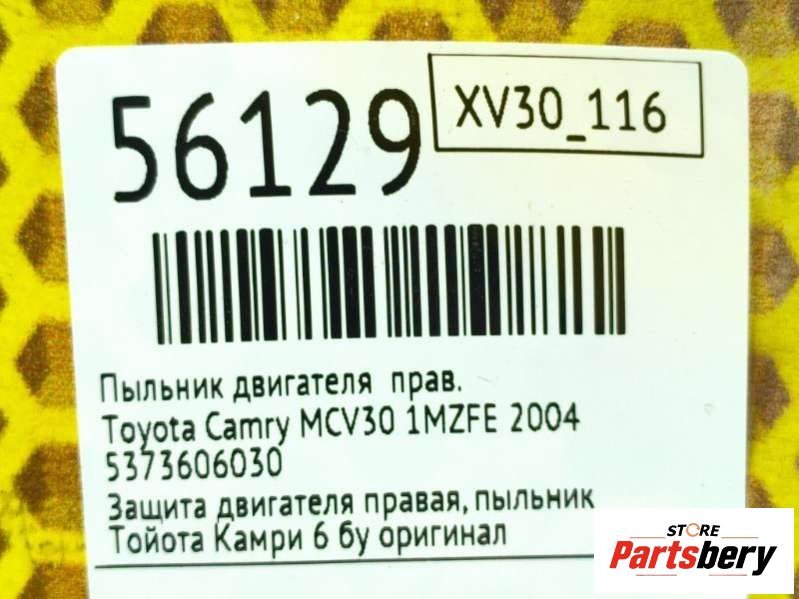 56129
XV30_116
Пыльник двигателя прав.
Toyota Camry MCV30 1MZFE 2004
5373606030
Защита двигателя правая, пыльник
Тойота Камри 6 бу оригинал
STORE
Partsbery